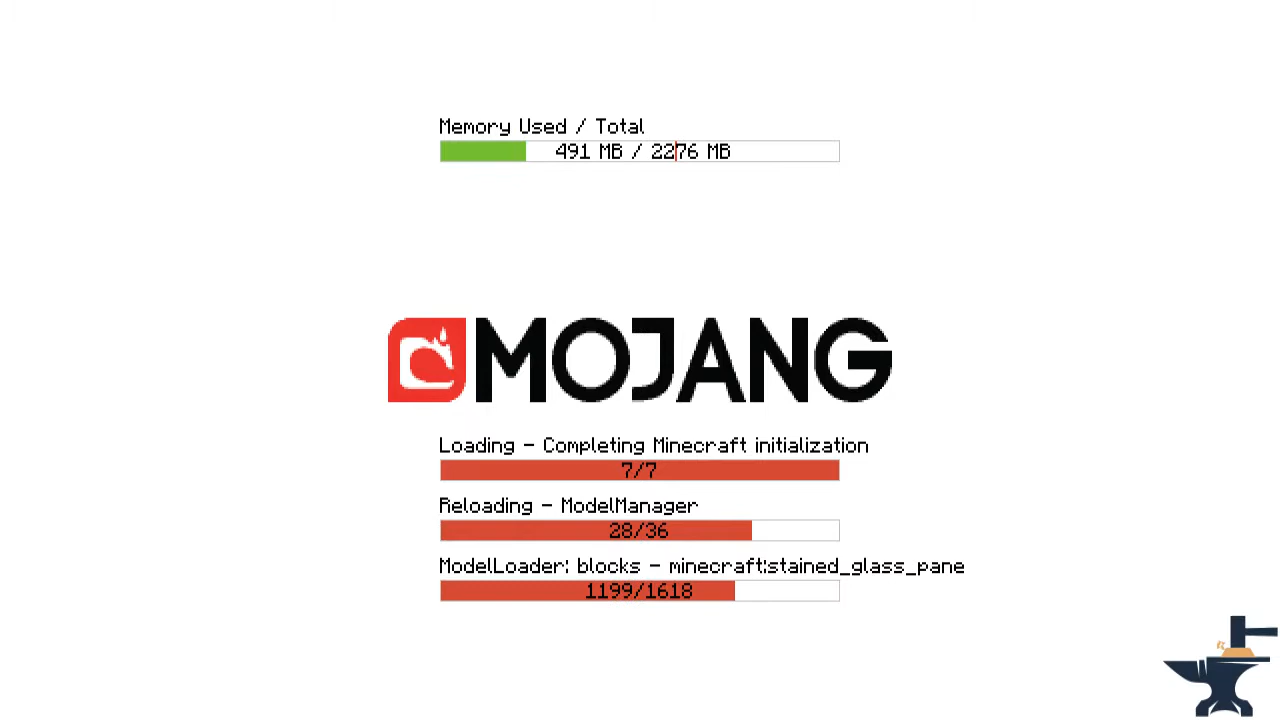 Memory Used / Total
491 MB / 2276 MB
MOJANG
Loading - Completing Minecraft initialization
7/7
Reloading - ModelManager
28/36
ModelLoader: blocks - minecraft:stained_glass_pane
1199/1618